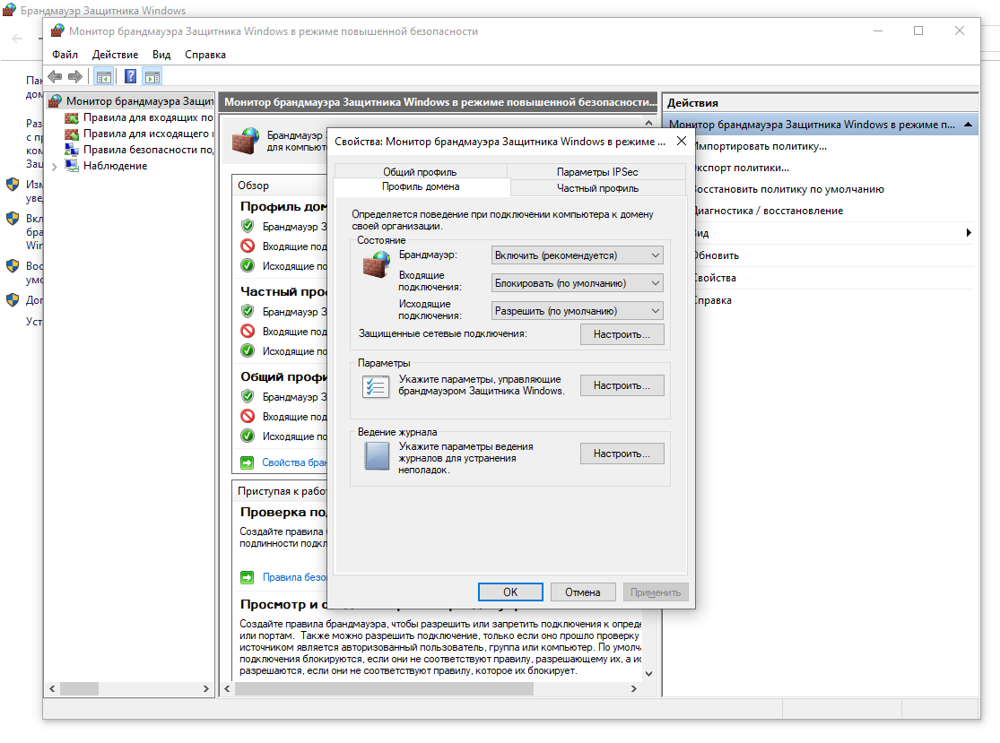 Брандмауэр Защитника Windows
Монитор брандмауэра Защитника Windows в режиме повышенной безопасности
Файл Действие Вид Справка
Пан
дом
Раз
с пр
ком
Защ
Изм
уве
Вкл
бра
Win
Вос
умо
Доп
Уст
Монитор брандмауэра Защит
Правила для входящих по
Правила для исходящего
Правила безопасности по
Наблюдение
Монитор брандмауэра Защитника Windows в режиме повышенной безопасности...
Брандмауэр
для компьют
Обзор
Профиль дом
Брандмауэр З
Входящие под
Исходящие по
Частный проф
Брандмауэр З
Входящие под
Исходящие по
Общий профи
Брандмауэр З
Входящие под
Исходящие по
Свойства бран
Приступая к работ
Проверка по
Создайте правила
подлинности подкл
Правила безо
Просмотр и
Создайте правила брандмауэра, чтобы разрешить или запретить подключения к опреде
или портам. Также можно разрешить подключение, только если оно прошло проверку
источником является авторизованный пользователь, группа или компьютер. По умолча
подключения блокируются, если они не соответствуют правилу, разрешающему их, а ис
разрешаются, если они не соответствуют правилу, которое их блокирует.
Свойства: Монитор брандмауэра Защитника Windows в режиме ...
Общий профиль Параметры IPSec
Профиль домена Частный профиль
Определяется поведение при подключении компьютера к домену
своей организации.
Состояние
Брандмауэр: Включить (рекомендуется)
Входящие
подключения: Блокировать (по умолчанию)
Исходящие
подключения: Разрешить (по умолчанию)
Защищенные сетевые подключения: Настроить...
Параметры
Укажите параметры, управляющие
брандмауэром Защитника Windows. Настроить...
Ведение журнала
Укажите параметры ведения
журналов для устранения
неполадок. Настроить...
OK Отмена Применить
Действия
Монитор брандмауэра Защитника Windows в режиме п...
Импортировать политику...
Экспорт политики...
Восстановить политику по умолчанию
Диагностика / восстановление
Вид
Обновить
Свойства
Справка